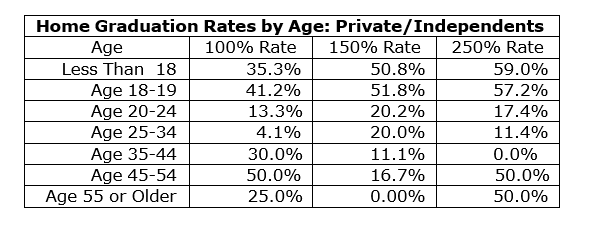 Home Graduation Rates by Age: Private/Independents
Age 100% Rate 150% Rate 250% Rate
Less Than 18 35.3% 50.8% 59.0%
Age 18-19 41.2% 51.8% 57.2%
Age 20-24 13.3% 20.2% 17.4%
Age 25-34 4.1% 20.0% 11.4%
Age 35-44 30.0% 11.1% 0.0%
Age 45-54 50.0% 16.7% 50.0%
Age 55 or Older 25.0% 0.00% 50.0%